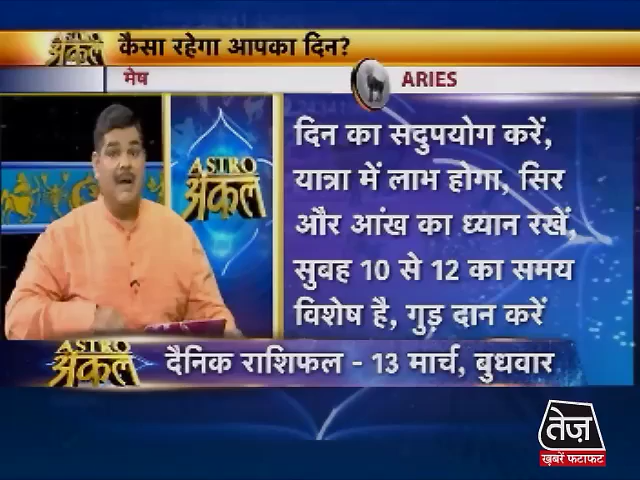 अंकल कैसा रहेगा आपका दिन?
मेष ARIES
ASTRO
अंकल
दिन का सदुपयोग करें,
यात्रा में लाभ होगा, सिर
और आंख का ध्यान रखें,
सुबह 10 से 12 का समय
विशेष है, गुड़ दान करें
ASTRO
अंकल दैनिक राशिफल - 13 मार्च, बुधवार
तेज़
ख़बरें फटाफट